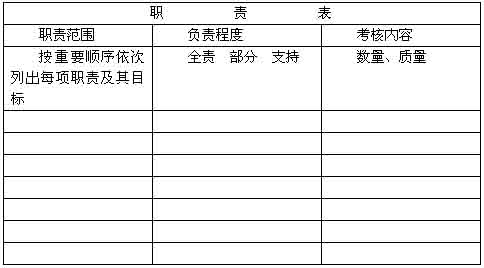 职 责 表
职责范围 负责程度 考核内容
按重要顺序依次 全责 部分 支持 数量、质量
列出每项职责及其目
标